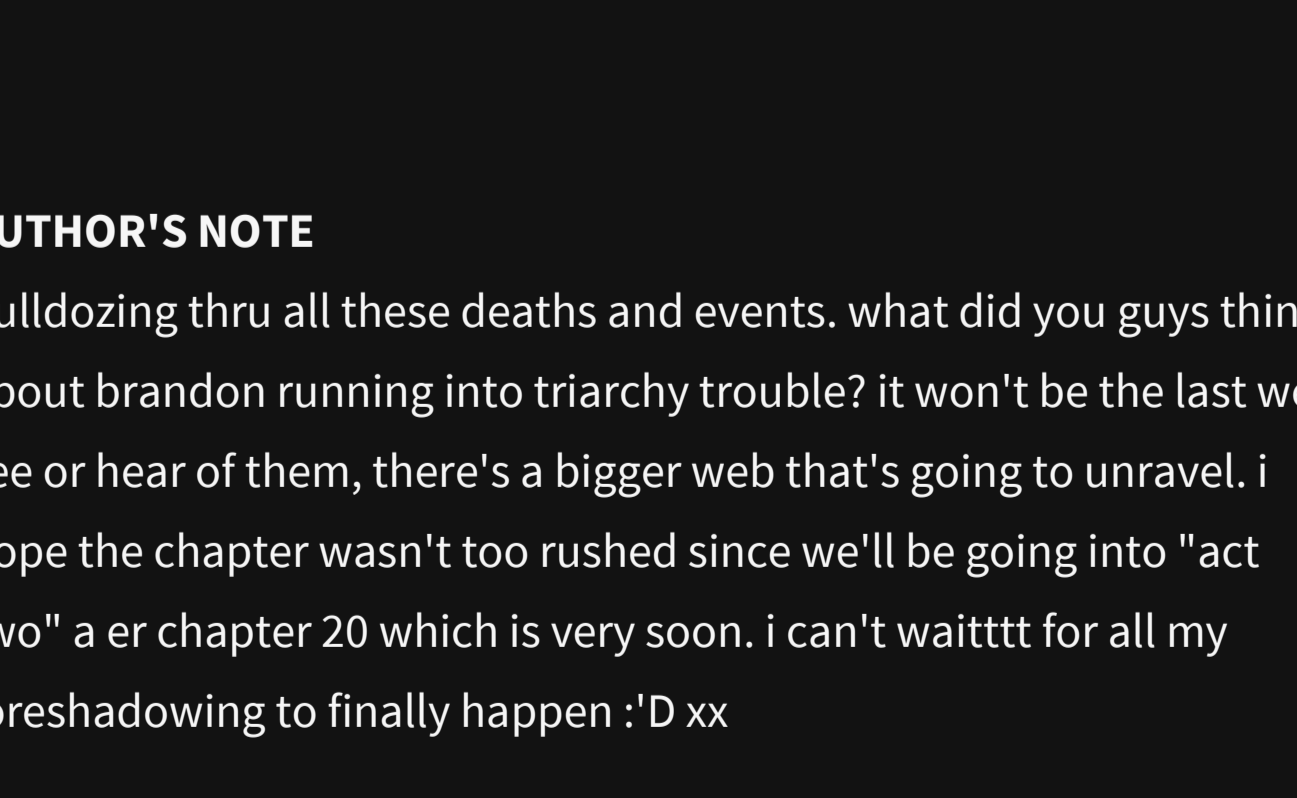 UTHOR'S NOTE
ulldozing thru all these deaths and events. what did you guys thin
bout brandon running into triarchy trouble? it won't be the last we
ee or hear of them, there's a bigger web that's going to unravel. i
ope the chapter wasn't too rushed since we'll be going into "act
wo" a er chapter 20 which is very soon. i can't waitttt for all my
oreshadowing to finally happen :'D xx